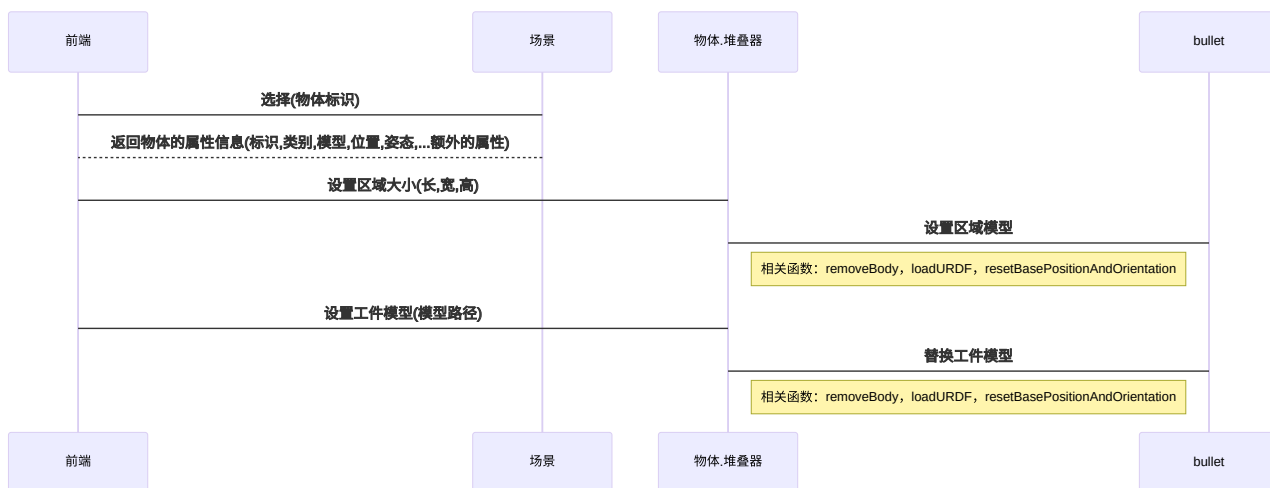 前端
场景
物体.堆叠器
bullet
选择(物体标识)
返回物体的属性信息(标识,类别,模型,位置,姿态,...额外的属性)
设置区域大小(长,宽,高)
设置区域模型
相关函数：removeBody，loadURDF，resetBasePositionAndOrientation
设置工件模型(模型路径)
替换工件模型
相关函数：removeBody，loadURDF，resetBasePositionAndOrientation
前端
场景
物体.堆叠器
bullet